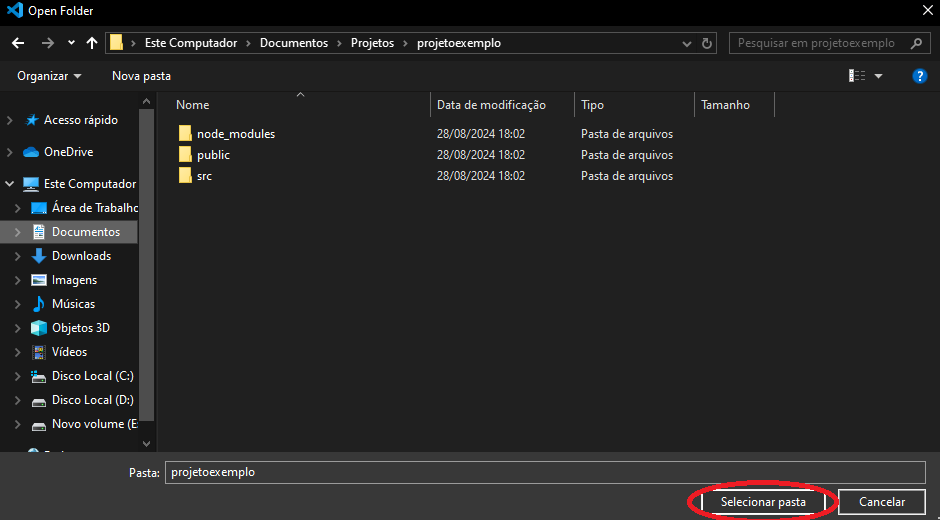 Open Folder
Este Computador > Documentos > Projetos > projetoexemplo
Pesquisar em projetoexemplo
Organizar
Nova pasta
Nome
Data de modificação
Tipo
Tamanho
node_modules 28/08/2024 18:02 Pasta de arquivos
public 28/08/2024 18:02 Pasta de arquivos
src 28/08/2024 18:02 Pasta de arquivos
Acesso rápido
OneDrive
Este Computador
Área de Trabalho
Documentos
Downloads
Imagens
Músicas
Objetos 3D
Vídeos
Disco Local (C:)
Disco Local (D:)
Novo volume (E
Pasta: projetoexemplo
Selecionar pasta
Cancelar